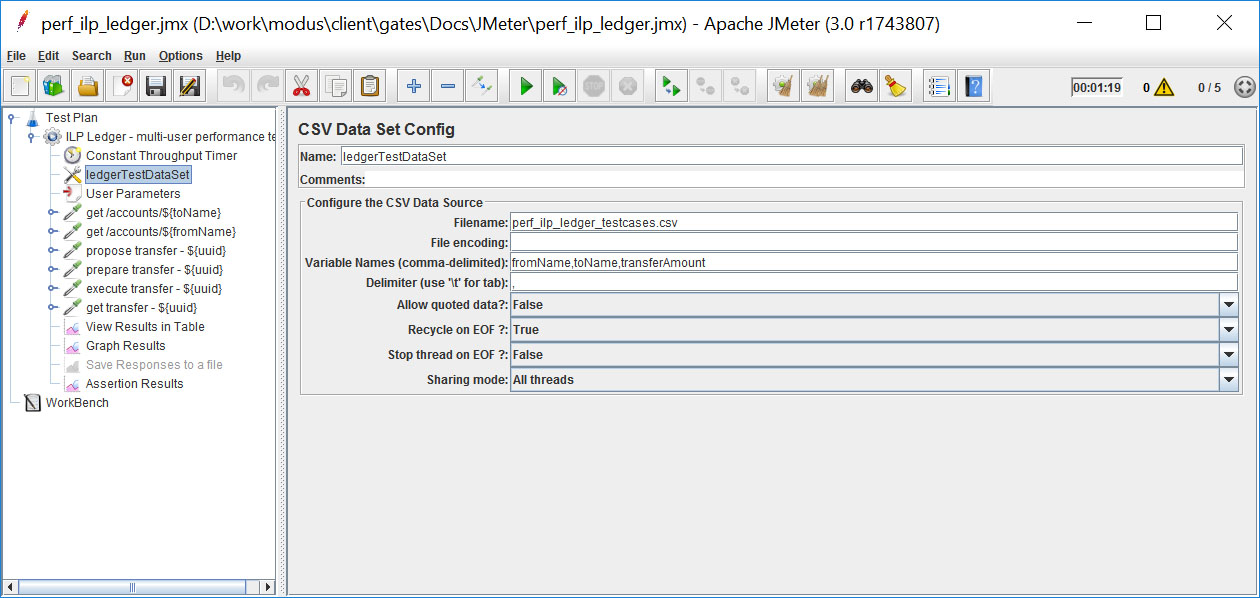 perf_ilp_ledger.jmx (D:\work\modus\client\gates\Docs\JMeter\perf_ilp_ledger.jmx) - Apache JMeter (3.0 r1743807)
File Edit Search Run Options Help
STOP 00:01:19 0 0 / 5
Test Plan
ILP Ledger - multi-user performance te
Constant Throughput Timer
ledgerTestDataSet
User Parameters
get /accounts/${toName}
get /accounts/${fromName}
propose transfer - ${uuid}
prepare transfer - ${uuid}
execute transfer - ${uuid}
get transfer - ${uuid}
View Results in Table
Graph Results
Save Responses to a file
Assertion Results
WorkBench
CSV Data Set Config
Name: ledgerTestDataSet
Comments:
Configure the CSV Data Source
Filename: perf_ilp_ledger_testcases.csv
File encoding:
Variable Names (comma-delimited): fromName,toName,transferAmount
Delimiter (use '\t' for tab): ,
Allow quoted data?: False
Recycle on EOF ?: True
Stop thread on EOF ?: False
Sharing mode: All threads